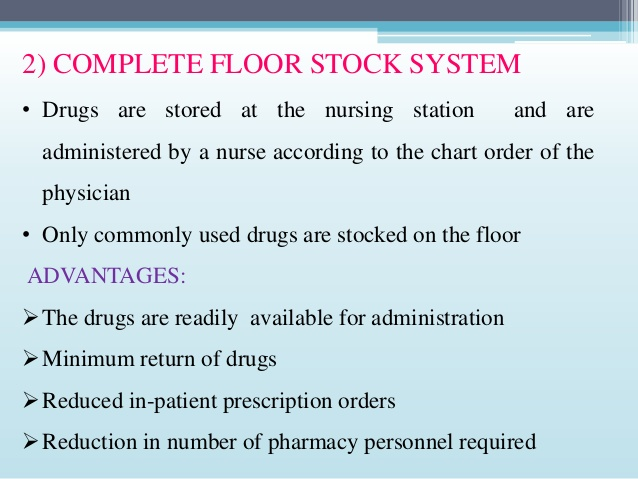 2) COMPLETE FLOOR STOCK SYSTEM
• Drugs are stored at the nursing station and are
administered by a nurse according to the chart order of the
physician
• Only commonly used drugs are stocked on the floor
ADVANTAGES:
➢The drugs are readily available for administration
➢Minimum return of drugs
➢Reduced in-patient prescription orders
➢Reduction in number of pharmacy personnel required